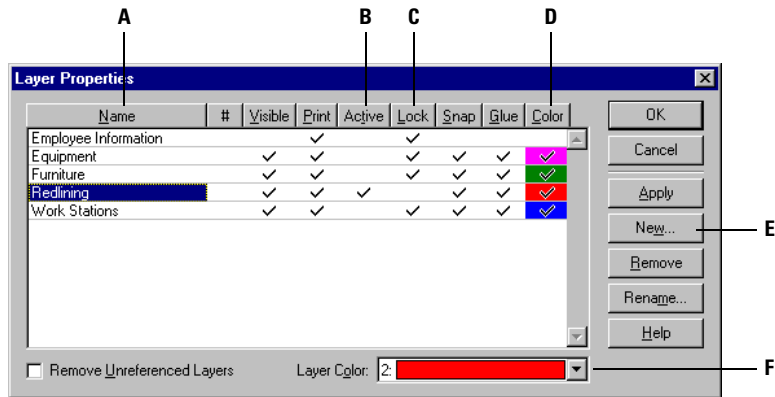 A B C D
Layer Properties
Name # Visible Print Active Lock Snap Glue Color
Employee Information
Equipment
Furniture
Redlining
Work Stations
OK
Cancel
Apply
New...
E
Remove
Rename...
Help
Remove Unreferenced Layers Layer Color: 2:
F